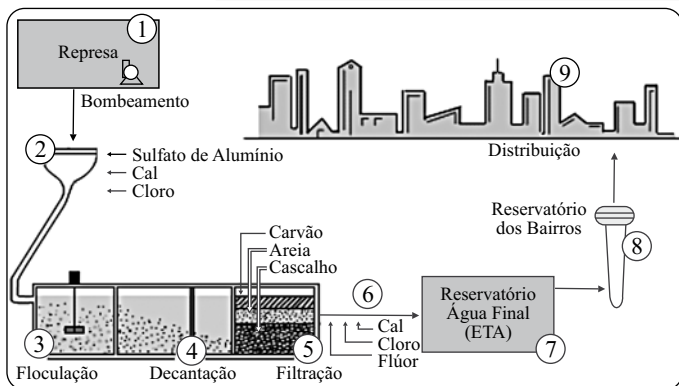 1
Represa
Bombeamento
2
Sulfato de Alumínio
Cal
Cloro
9
Distribuição
Reservatório
dos Bairros
8
Carvão
Areia
Cascalho
6
Cal
Cloro
Flúor
Reservatório
Água Final
(ETA)
7
3
4
5
Floculação
Decantação
Filtração